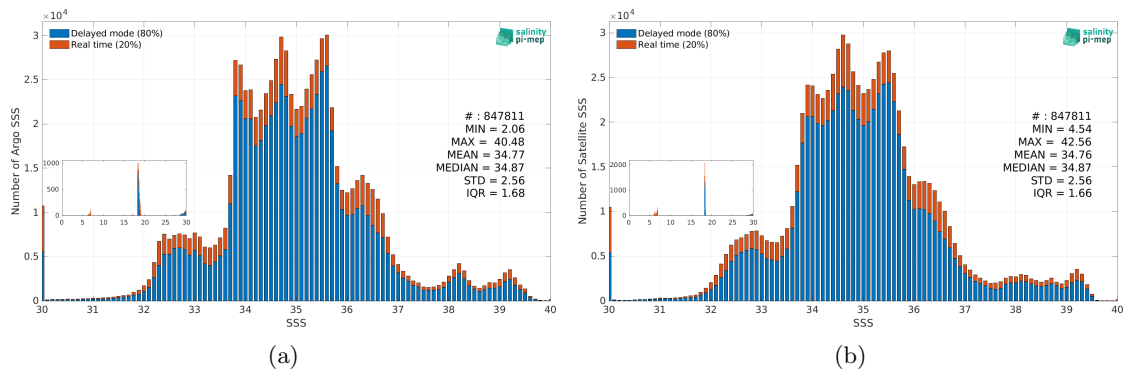 ×10⁴
Delayed mode (80%)
Real time (20%)
salinity
pi-mep
Number of Argo SSS
3
2.5
2
1.5
1
0.5
0
# : 847811
MIN = 2.06
MAX = 40.48
MEAN = 34.77
MEDIAN = 34.87
STD = 2.56
IQR = 1.68
1000
500
0
0 5 10 15 20 25 30
30 31 32 33 34 35 36 37 38 39 40
SSS
(a)
×10⁴
Delayed mode (80%)
Real time (20%)
salinity
pi-mep
Number of Satellite SSS
3
2.5
2
1.5
1
0.5
0
# : 847811
MIN = 4.54
MAX = 42.56
MEAN = 34.76
MEDIAN = 34.87
STD = 2.56
IQR = 1.66
2000
1000
0
0 5 10 15 20 25 30
30 31 32 33 34 35 36 37 38 39 40
SSS
(b)